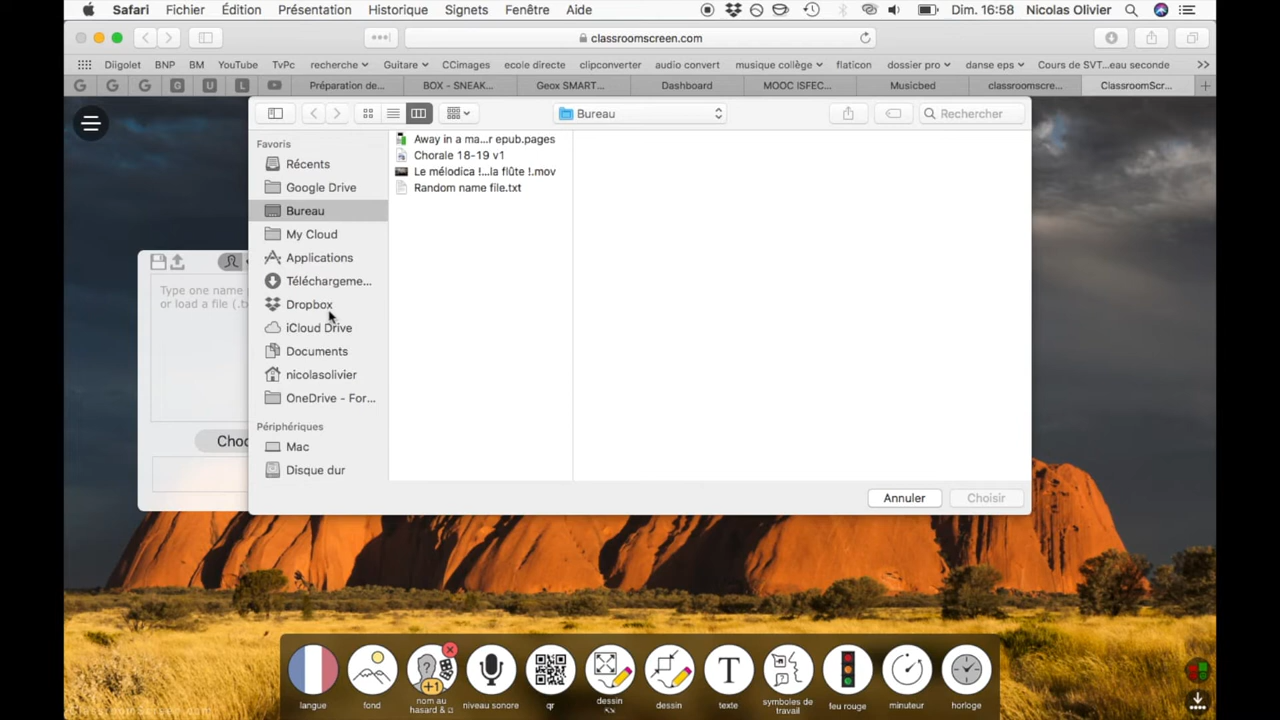 Safari Fichier Édition Présentation Historique Signets Fenêtre Aide Dim. 16:58 Nicolas Olivier
classroomscreen.com
Diigolet BNP BM YouTube TvPc recherche Guitare CCimages ecole directe clipconverter audio convert musique collège flaticon dossier pro danse eps Cours de SVT...eau seconde
G G G G U L Préparation de... BOX - SNEAK... Geox SMART... Dashboard MOOC ISFEC... Musicbed classroomscre... ClassroomScr...
Bureau Rechercher
Favoris
Récents
Google Drive
Bureau
My Cloud
Applications
Téléchargeme...
Dropbox
iCloud Drive
Documents
nicolasolivier
OneDrive - For...
Périphériques
Mac
Disque dur
Away in a ma...r epub.pages
Chorale 18-19 v1
Le mélodica !...la flûte !.mov
Random name file.txt
Type one name
or load a file (.tx
Choo
Annuler Choisir
+1
T
langue fond nom au hasard & niveau sonore qr dessin dessin texte symboles de travail feu rouge minuteur horloge